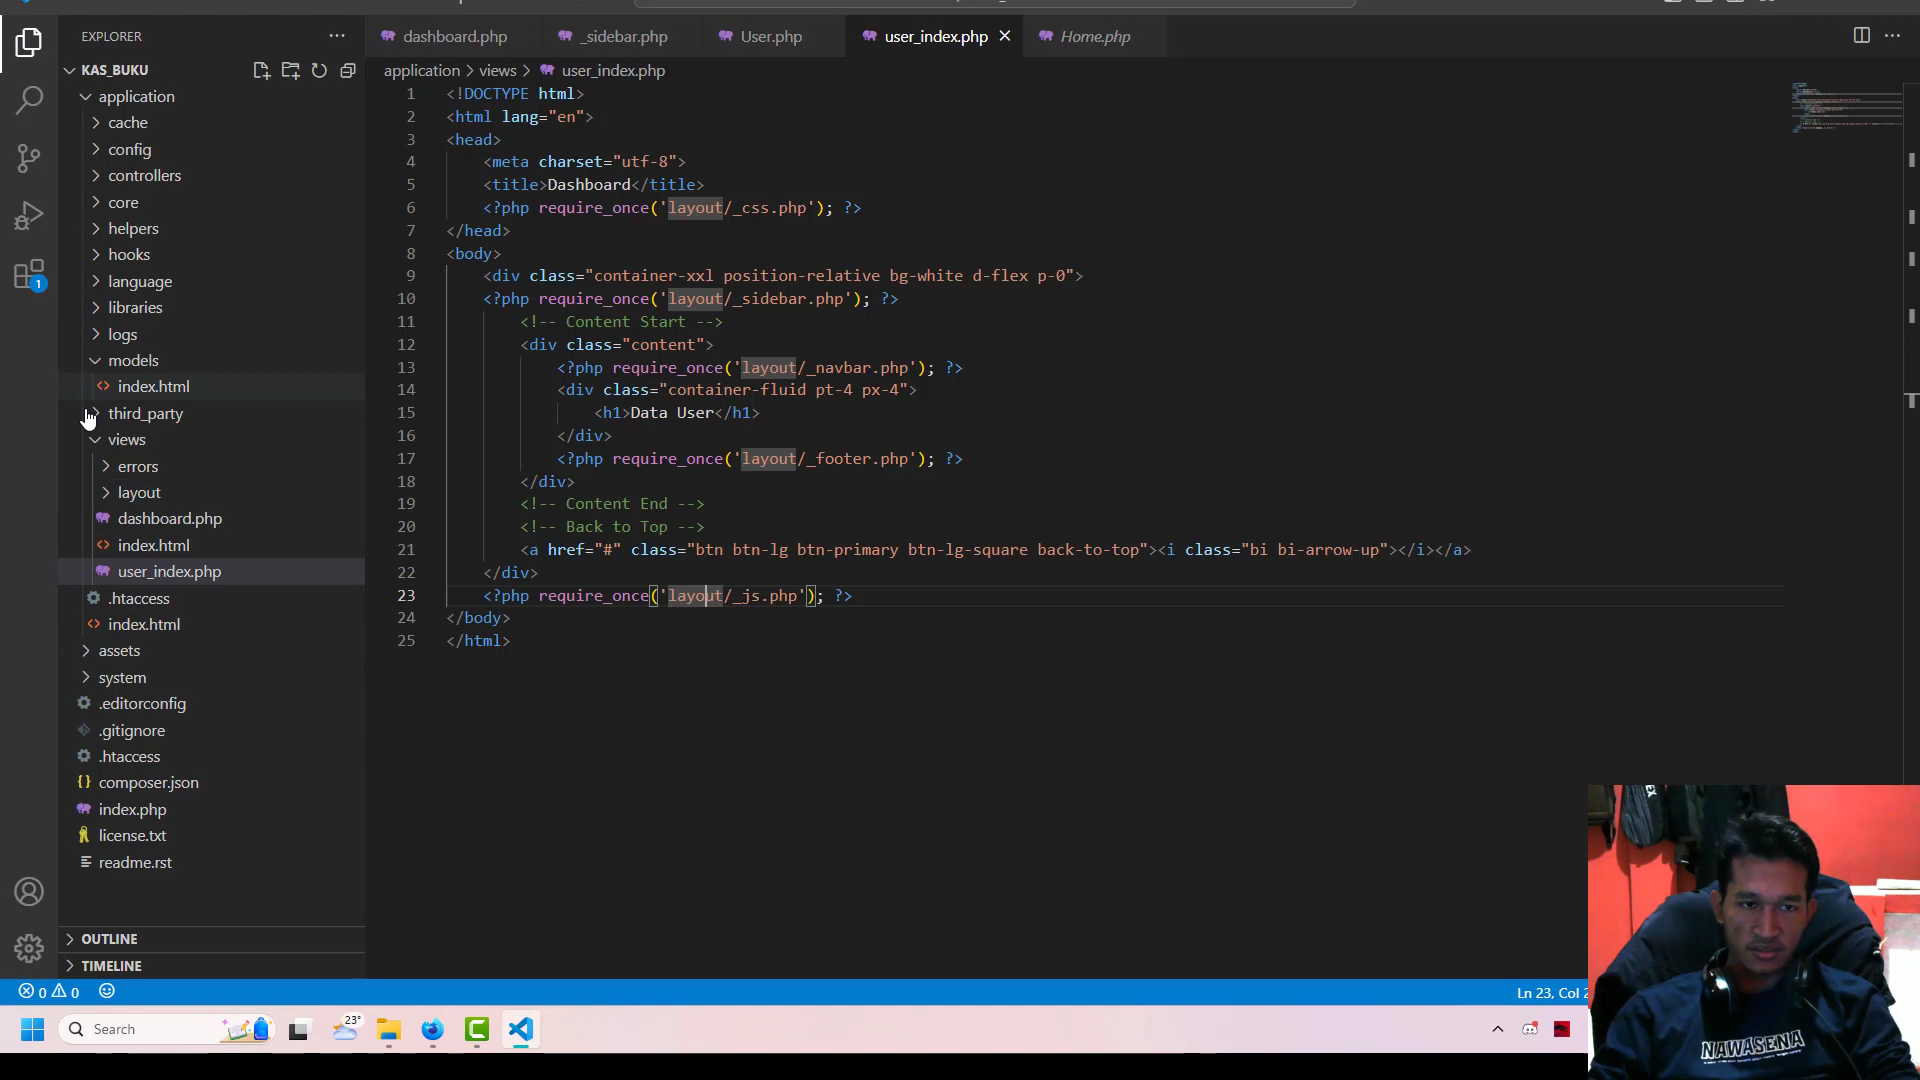 EXPLORER
dashboard.php
_sidebar.php
User.php
user_index.php
Home.php
KAS_BUKU
application > views > user_index.php
application
cache
config
controllers
core
helpers
hooks
language
libraries
logs
models
index.html
third_party
views
errors
layout
dashboard.php
index.html
user_index.php
.htaccess
index.html
assets
system
.editorconfig
.gitignore
.htaccess
composer.json
index.php
license.txt
readme.rst
OUTLINE
TIMELINE
1
1 <!DOCTYPE html>
2 <html lang="en">
3 <head>
4 <meta charset="utf-8">
5 <title>Dashboard</title>
6 <?php require_once('layout/_css.php'); ?>
7 </head>
8 <body>
9 <div class="container-xxl position-relative bg-white d-flex p-0">
10 <?php require_once('layout/_sidebar.php'); ?>
11 <!-- Content Start -->
12 <div class="content">
13 <?php require_once('layout/_navbar.php'); ?>
14 <div class="container-fluid pt-4 px-4">
15 <h1>Data User</h1>
16 </div>
17 <?php require_once('layout/_footer.php'); ?>
18 </div>
19 <!-- Content End -->
20 <!-- Back to Top -->
21 <a href="#" class="btn btn-lg btn-primary btn-lg-square back-to-top"><i class="bi bi-arrow-up"></i></a>
22 </div>
23 <?php require_once('layout/_js.php'); ?>
24 </body>
25 </html>
0 0
Ln 23, Col 2
Search
23°
NAWASENA